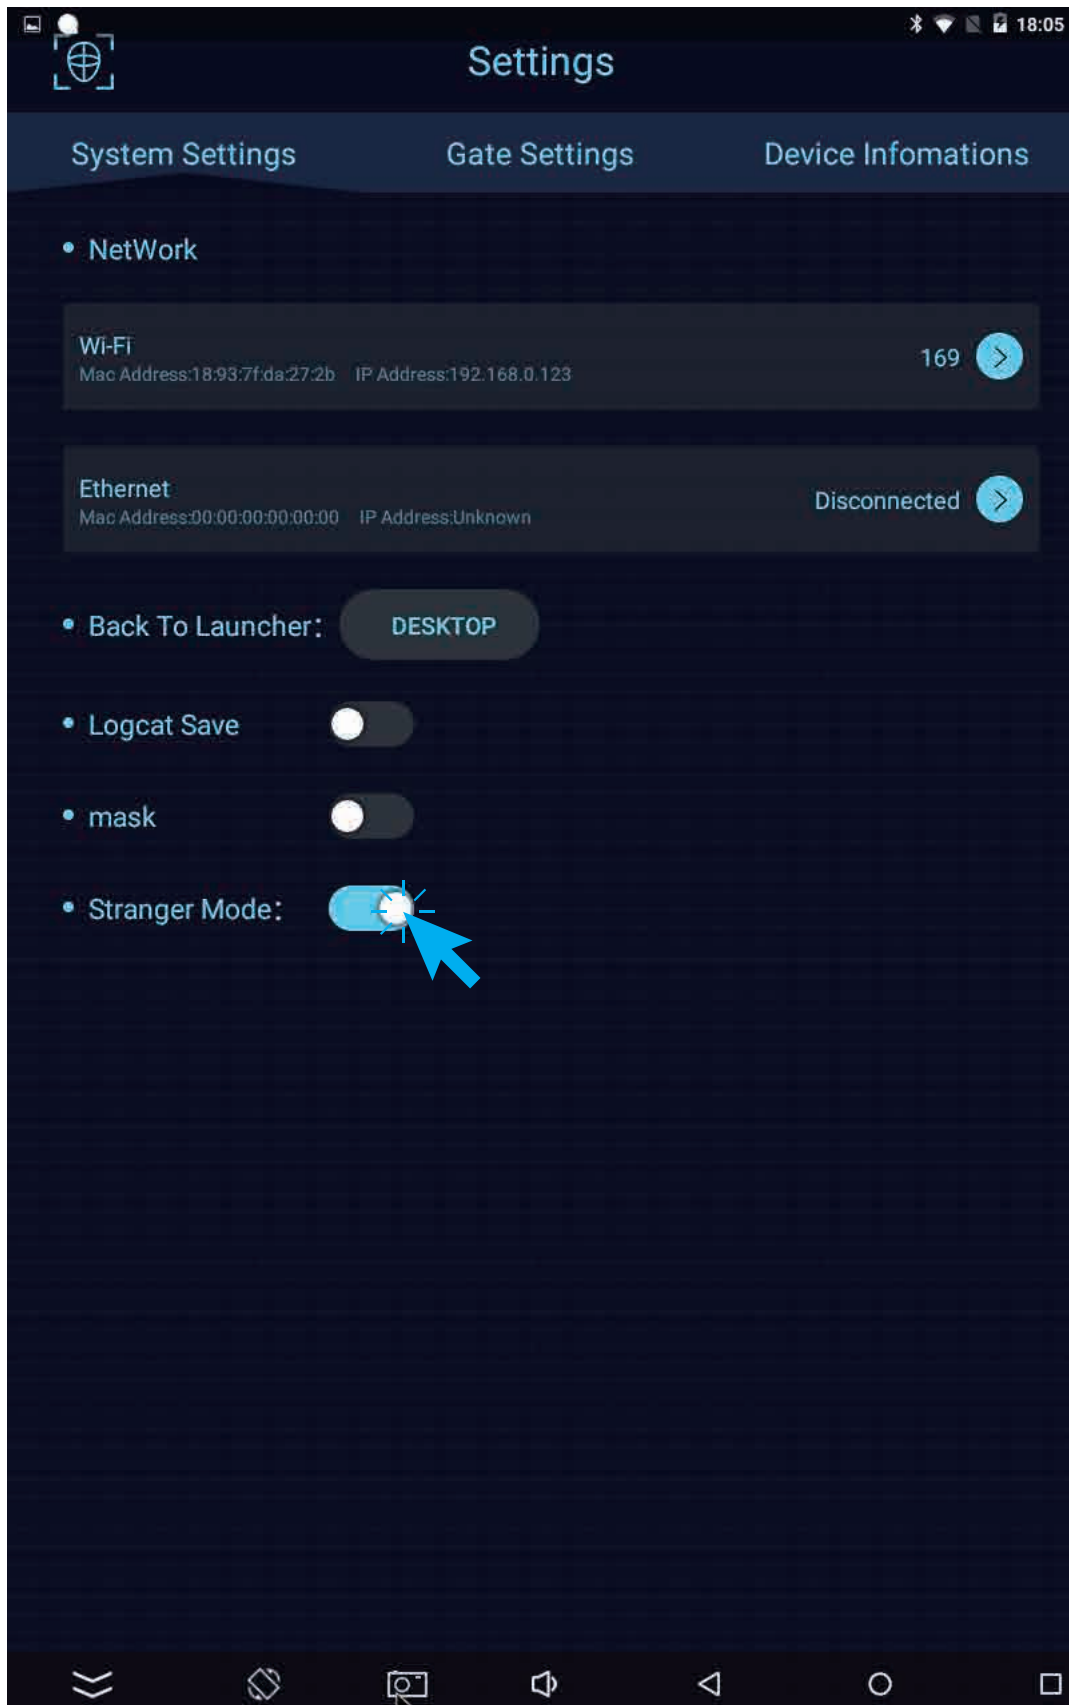 18:05
Settings
System Settings
Gate Settings
Device Infomations
NetWork
Wi-Fi
169
Mac Address:18:93:7f:da:27:2b IP Address:192.168.0.123
Ethernet
Disconnected
Mac Address:00:00:00:00:00:00 IP Address:Unknown
Back To Launcher: DESKTOP
Logcat Save
mask
Stranger Mode: